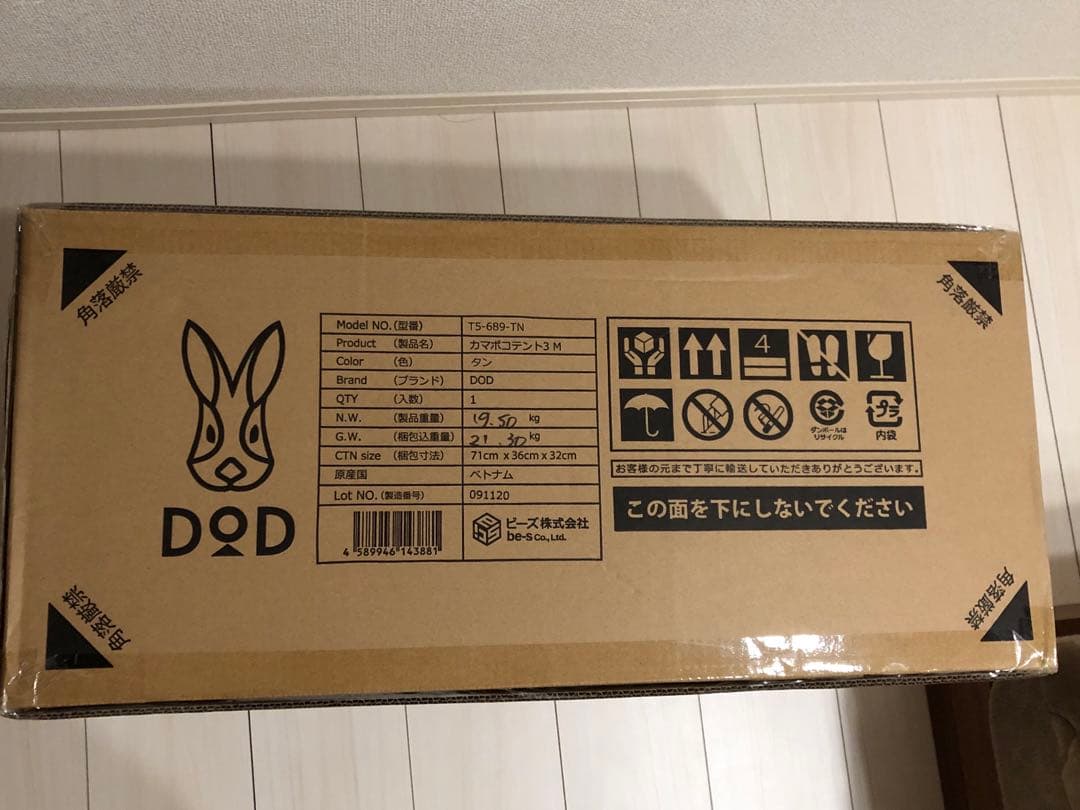 角落厳禁
角落厳禁
DOD
Model NO. (型番) T5-689-TN
Product (製品名) カマボコテント3 M
Color (色) タン
Brand (ブランド) DOD
QTY (入数) 1
N.W. (製品重量) 19.50 kg
G.W. (梱包込重量) 21.30 kg
CTN size (梱包寸法) 71cm x 36cm x 32cm
原産国 ベトナム
Lot NO. (製造番号) 091120
4 589946 143881
ビーズ株式会社
be-s Co., Ltd.
4
ダンボールは
リサイクル
プラ
内袋
お客様の元まで丁寧に輸送していただきありがとうございます。
この面を下にしないでください
角落厳禁
角落厳禁